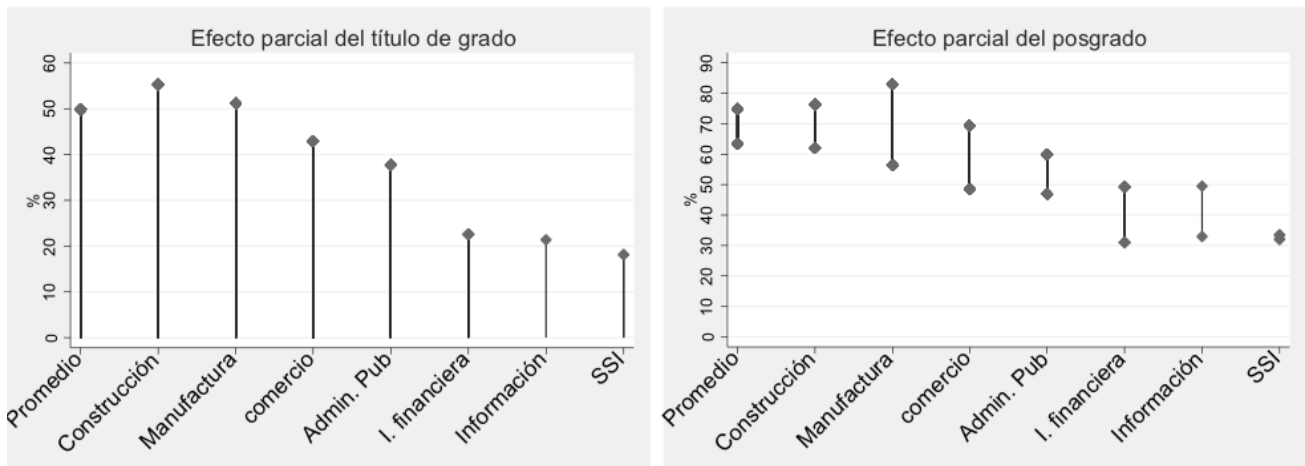 Efecto parcial del título de grado
%
60
50
40
30
20
10
0
Promedio
Construcción
Manufactura
comercio
Admin. Pub
I. financiera
Información
SSI
Efecto parcial del posgrado
%
90
80
70
60
50
40
30
20
10
0
Promedio
Construcción
Manufactura
comercio
Admin. Pub
I. financiera
Información
SSI